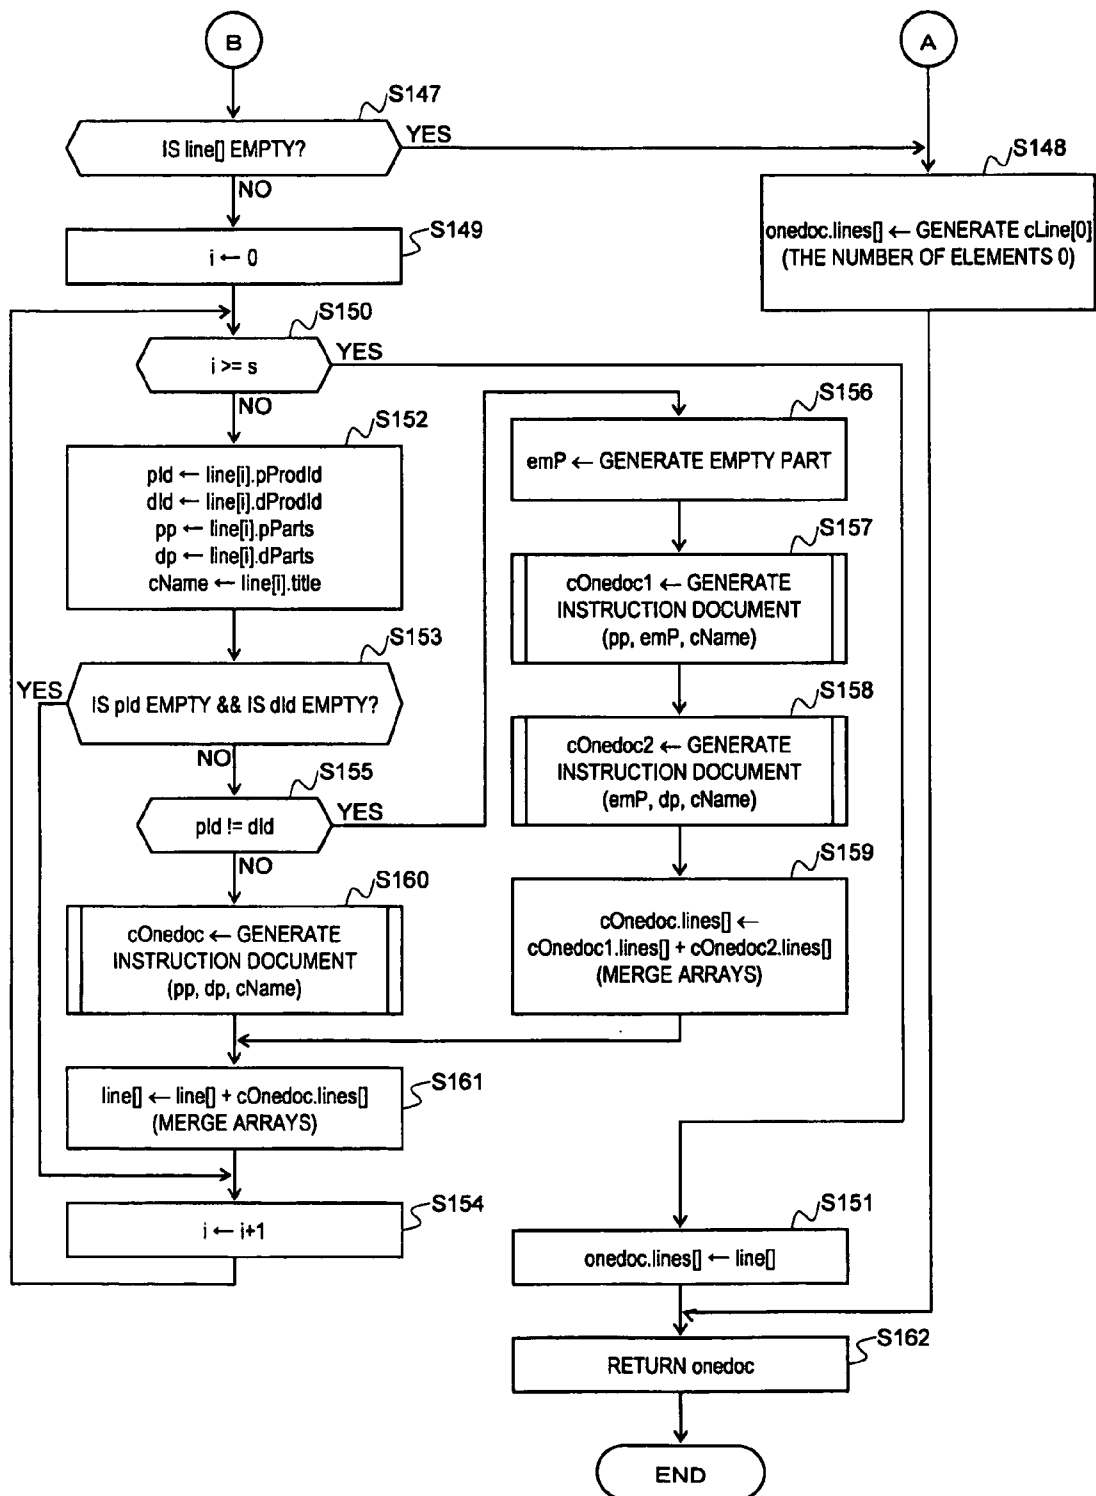 B
A
S147
IS line[] EMPTY?
YES
NO
S148
onedoc.lines[] ← GENERATE cLine[0]
(THE NUMBER OF ELEMENTS 0)
S149
i ← 0
S150
i >= s
YES
NO
S152
pId ← line[i].pProdId
dId ← line[i].dProdId
pp ← line[i].pParts
dp ← line[i].dParts
cName ← line[i].title
S153
YES
IS pId EMPTY && IS dId EMPTY?
NO
S155
pId != dId
YES
NO
S156
emP ← GENERATE EMPTY PART
S157
cOnedoc1 ← GENERATE
INSTRUCTION DOCUMENT
(pp, emP, cName)
S158
cOnedoc2 ← GENERATE
INSTRUCTION DOCUMENT
(emP, dp, cName)
S159
cOnedoc.lines[] ←
cOnedoc1.lines[] + cOnedoc2.lines[]
(MERGE ARRAYS)
S160
cOnedoc ← GENERATE
INSTRUCTION DOCUMENT
(pp, dp, cName)
S161
line[] ← line[] + cOnedoc.lines[]
(MERGE ARRAYS)
S154
i ← i+1
S151
onedoc.lines[] ← line[]
S162
RETURN onedoc
END